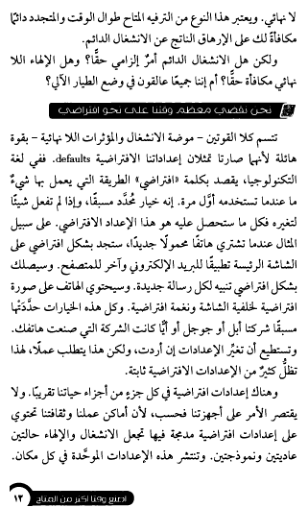 لا نهائي. ويعتبر هذا النوع من الترفيه المتاح طوال الوقت والمتجدد دائمًا
مكافأةً لك على الإرهاق الناتج عن الانشغال الدائم.
ولكن هل الانشغال الدائم أمرٌ إلزامي حقًّا؟ وهل الإلهاء اللا
نهائي مكافأة حقًّا؟ أم إننا جميعًا عالقون في وضع الطيار الآلي؟
نحن نقضي معظم وقتنا على نحو افتراضي
تتسم كلا القوتين – موضة الانشغال والمؤثرات اللا نهائية – بقوة
هائلة لأنهما صارتا تمثلان إعداداتنا الافتراضية defaults. ففي لغة
التكنولوجيا، يقصد بكلمة «افتراضي» الطريقة التي يعمل بها شيءٌ
ما عندما تستخدمه أول مرة. إنه خيار محُدَّد مسبقًا، وإذا لم تفعل شيئًا
لتغيره فكل ما ستحصل عليه هو هذا الإعداد الافتراضي. على سبيل
المثال عندما تشتري هاتفًا محمولًا جديدًا، ستجد بشكل افتراضي على
الشاشة الرئيسة تطبيقًا للبريد الإلكتروني وآخر للمتصفح. وسيصلك
بشكل افتراضي تنبيه لكل رسالة جديدة. وسيحتوي الهاتف على صورة
افتراضية لخلفية الشاشة ونغمة افتراضية. وكل هذه الخيارات حدَّدَتْها
مسبقًا شركتا أبل أو جوجل أو أيًّا كانت الشركة التي صنعت هاتفك.
وتستطيع أن تغيِّر الإعدادات إن أردت، ولكن هذا يتطلب عملًا، لهذا
تظلُّ كثيرٌ من الإعدادات الافتراضية ثابتة.
وهناك إعدادات افتراضية في كل جزءٍ من أجزاء حياتنا تقريبًا. ولا
يقتصر الأمر على أجهزتنا فحسب، لأن أماكن عملنا وثقافتنا تحتوي
على إعدادات افتراضية مدمجة فيها تجعل الانشغال والإلهاء حالتين
عاديتين ونموذجتين. وتنتشر هذه الإعدادات الموحَّدة في كل مكان.
اصنع وقتًا أكثر من المتاح ١٣